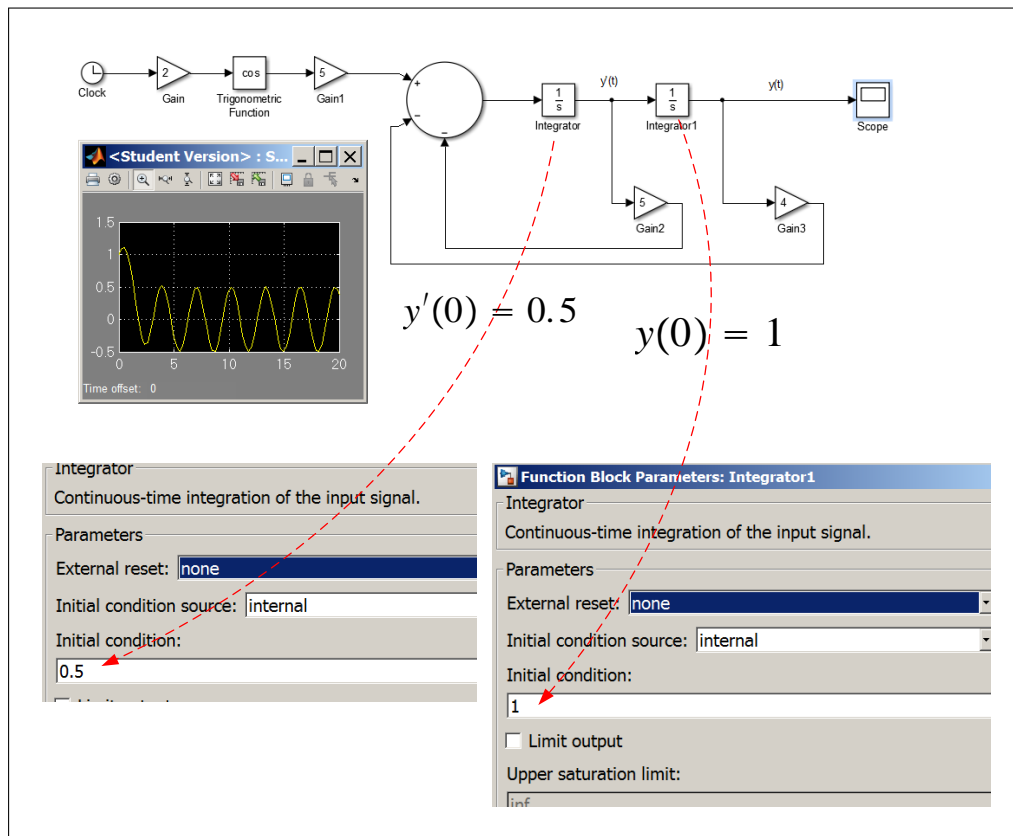 2
cos
5
+
−
−
1
s
y'(t)
1
s
y(t)
Clock
Gain
Trigonometric
Function
Gain1
Integrator
Integrator1
Scope
<Student Version> : S...
5
Gain2
4
Gain3
1.5
1
0.5
0
-0.5
0
5
10
15
20
Time offset: 0
y′(0) = 0.5
y(0) = 1
Integrator
Continuous-time integration of the input signal.
Parameters
External reset: none
Initial condition source: internal
Initial condition:
0.5
Function Block Parameters: Integrator1
Integrator
Continuous-time integration of the input signal.
Parameters
External reset: none
Initial condition source: internal
Initial condition:
1
Limit output
Upper saturation limit:
inf